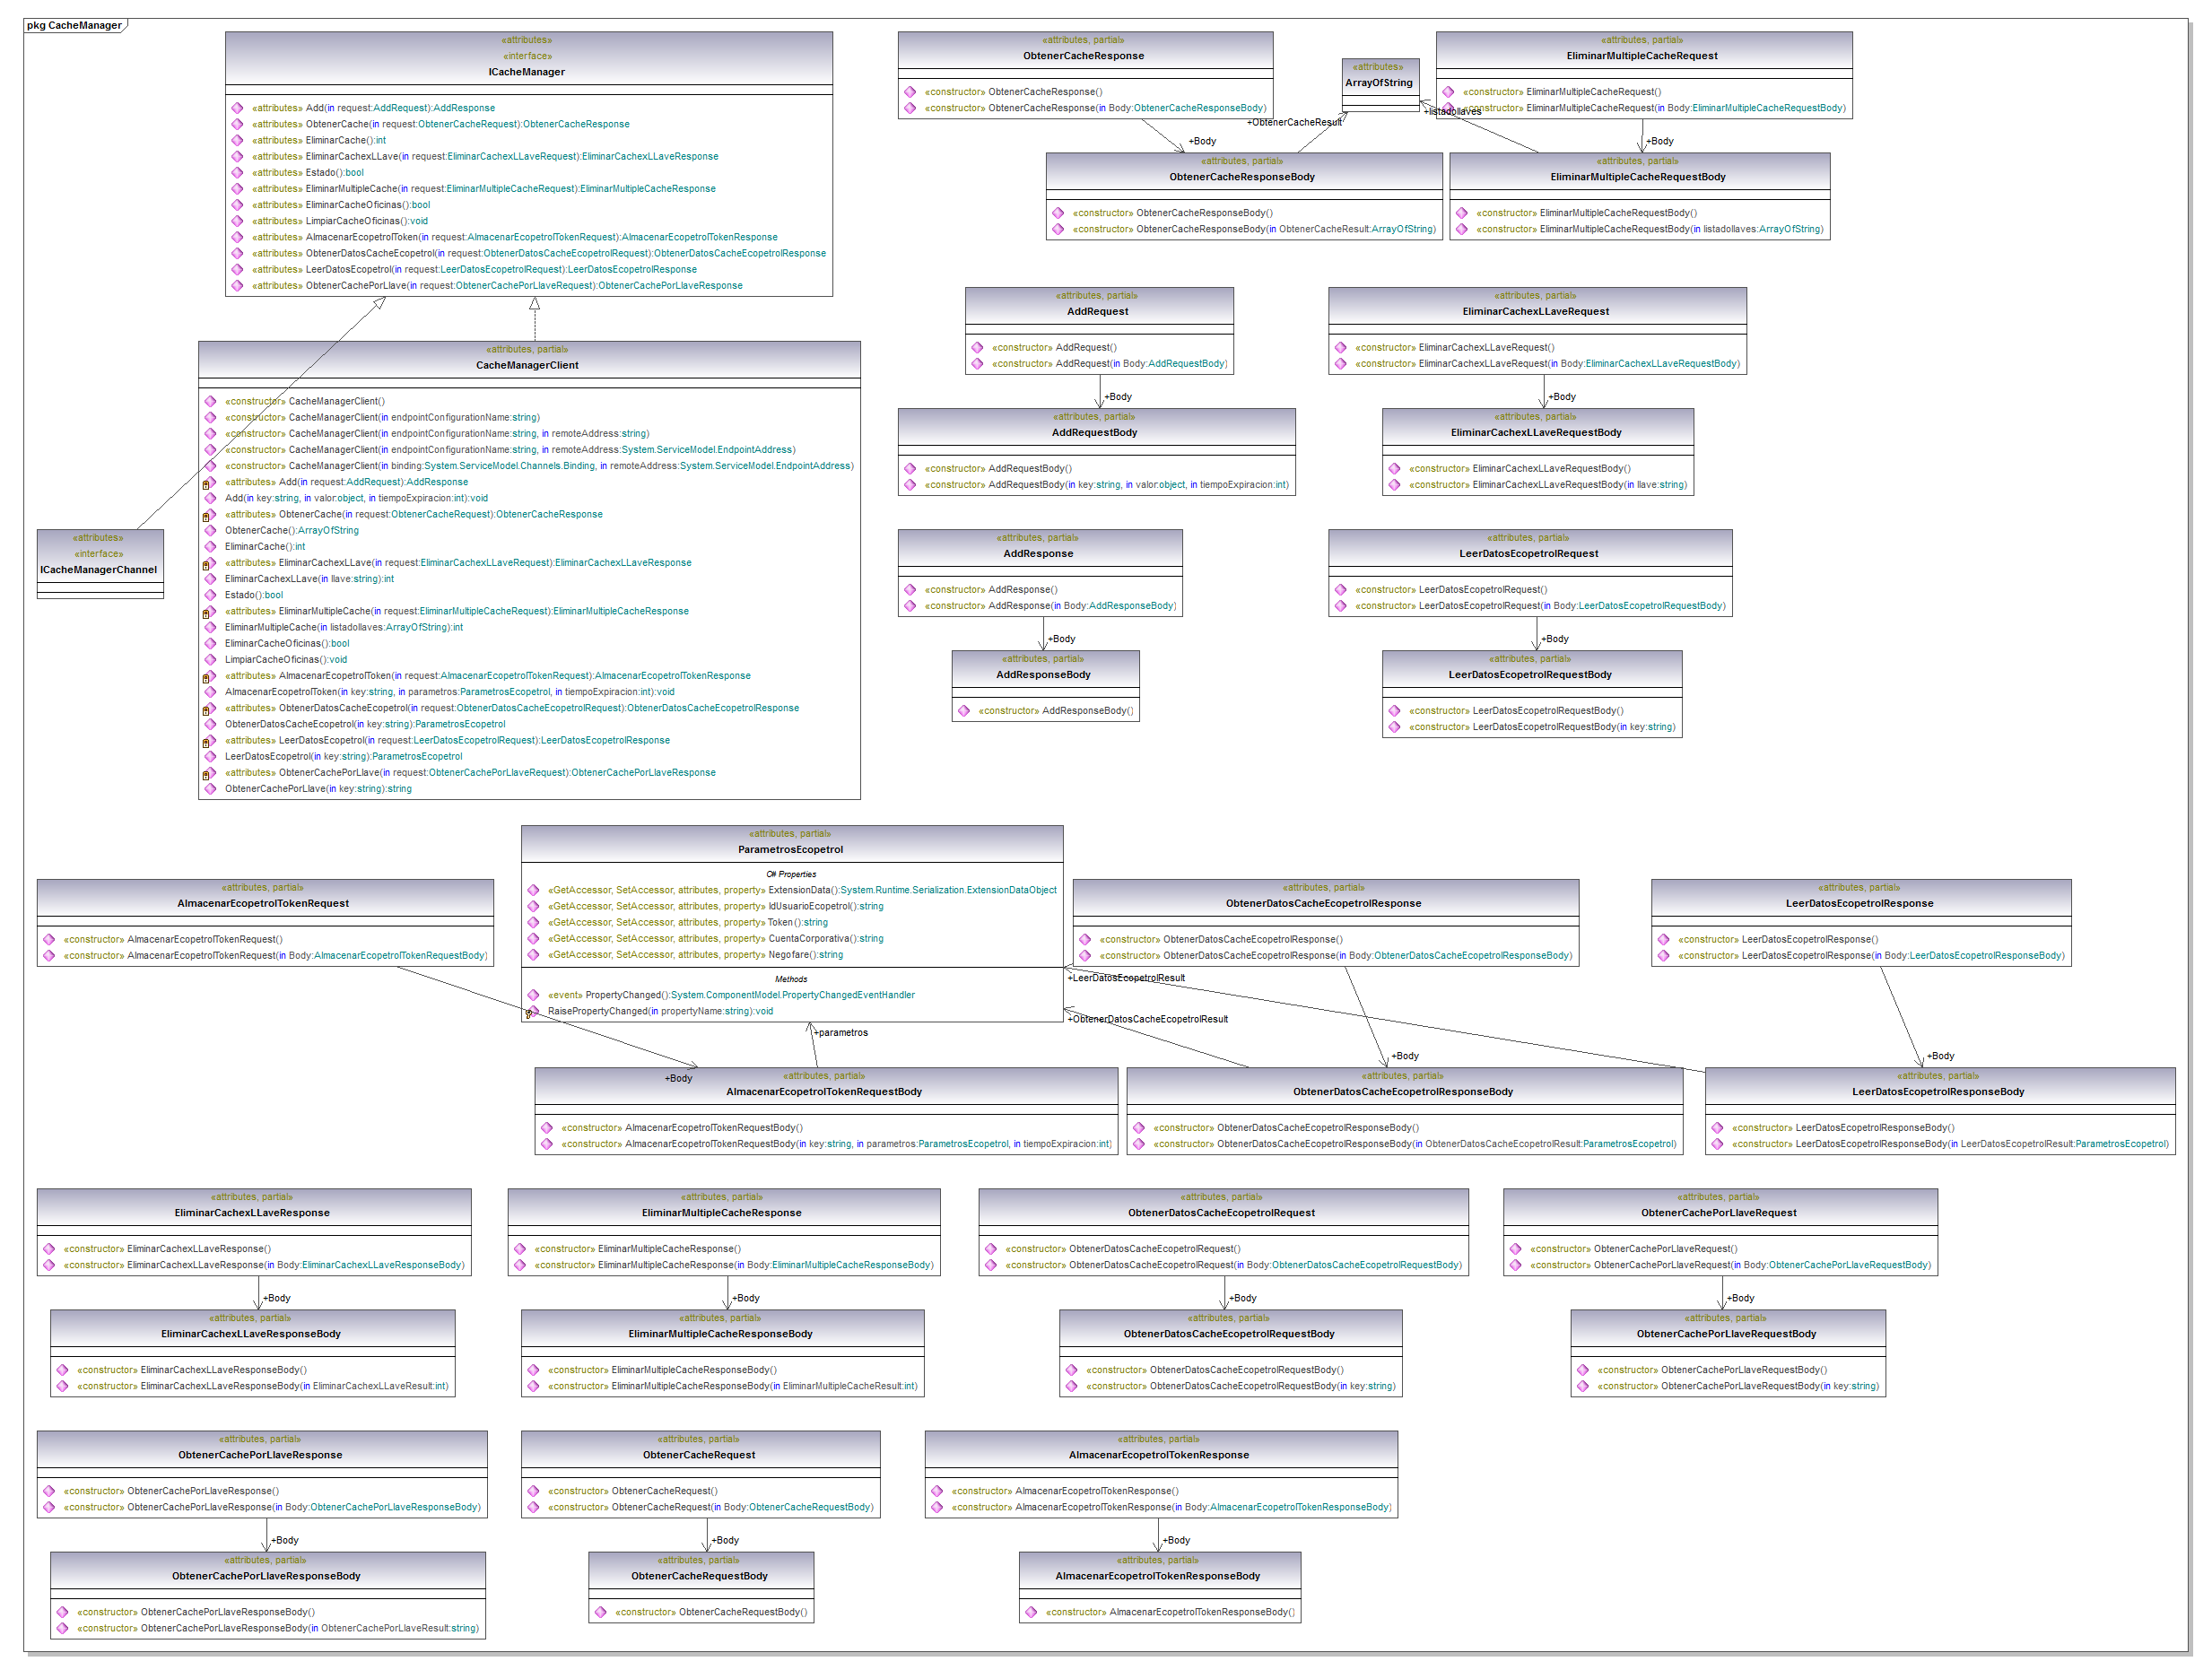 pkg CacheManager
«attributes»
«interface»
ICacheManager
«attributes» Add(in request:AddRequest):AddResponse
«attributes» ObtenerCache(in request:ObtenerCacheRequest):ObtenerCacheResponse
«attributes» EliminarCache():int
«attributes» EliminarCachexLLave(in request:EliminarCachexLLaveRequest):EliminarCachexLLaveResponse
«attributes» Estado():bool
«attributes» EliminarMultipleCache(in request:EliminarMultipleCacheRequest):EliminarMultipleCacheResponse
«attributes» EliminarCacheOficinas():bool
«attributes» LimpiarCacheOficinas():void
«attributes» AlmacenarEcopetrolToken(in request:AlmacenarEcopetrolTokenRequest):AlmacenarEcopetrolTokenResponse
«attributes» ObtenerDatosCacheEcopetrol(in request:ObtenerDatosCacheEcopetrolRequest):ObtenerDatosCacheEcopetrolResponse
«attributes» LeerDatosEcopetrol(in request:LeerDatosEcopetrolRequest):LeerDatosEcopetrolResponse
«attributes» ObtenerCachePorLlave(in request:ObtenerCachePorLlaveRequest):ObtenerCachePorLlaveResponse
«attributes, partial»
ObtenerCacheResponse
«constructor» ObtenerCacheResponse()
«constructor» ObtenerCacheResponse(in Body:ObtenerCacheResponseBody)
«attributes»
ArrayOfString
«attributes, partial»
EliminarMultipleCacheRequest
«constructor» EliminarMultipleCacheRequest()
«constructor» EliminarMultipleCacheRequest(in Body:EliminarMultipleCacheRequestBody)
+listadollaves
+ObtenerCacheResult
+Body
+Body
«attributes, partial»
ObtenerCacheResponseBody
«constructor» ObtenerCacheResponseBody()
«constructor» ObtenerCacheResponseBody(in ObtenerCacheResult:ArrayOfString)
«attributes, partial»
EliminarMultipleCacheRequestBody
«constructor» EliminarMultipleCacheRequestBody()
«constructor» EliminarMultipleCacheRequestBody(in listadollaves:ArrayOfString)
«attributes, partial»
CacheManagerClient
«constructor» CacheManagerClient()
«constructor» CacheManagerClient(in endpointConfigurationName:string)
«constructor» CacheManagerClient(in endpointConfigurationName:string, in remoteAddress:string)
«constructor» CacheManagerClient(in endpointConfigurationName:string, in remoteAddress:System.ServiceModel.EndpointAddress)
«constructor» CacheManagerClient(in binding:System.ServiceModel.Channels.Binding, in remoteAddress:System.ServiceModel.EndpointAddress)
«attributes» Add(in request:AddRequest):AddResponse
Add(in key:string, in valor:object, in tiempoExpiracion:int):void
«attributes» ObtenerCache(in request:ObtenerCacheRequest):ObtenerCacheResponse
ObtenerCache():ArrayOfString
EliminarCache():int
«attributes» EliminarCachexLLave(in request:EliminarCachexLLaveRequest):EliminarCachexLLaveResponse
EliminarCachexLLave(in llave:string):int
Estado():bool
«attributes» EliminarMultipleCache(in request:EliminarMultipleCacheRequest):EliminarMultipleCacheResponse
EliminarMultipleCache(in listadollaves:ArrayOfString):int
EliminarCacheOficinas():bool
LimpiarCacheOficinas():void
«attributes» AlmacenarEcopetrolToken(in request:AlmacenarEcopetrolTokenRequest):AlmacenarEcopetrolTokenResponse
AlmacenarEcopetrolToken(in key:string, in parametros:ParametrosEcopetrol, in tiempoExpiracion:int):void
«attributes» ObtenerDatosCacheEcopetrol(in request:ObtenerDatosCacheEcopetrolRequest):ObtenerDatosCacheEcopetrolResponse
ObtenerDatosCacheEcopetrol(in key:string):ParametrosEcopetrol
«attributes» LeerDatosEcopetrol(in request:LeerDatosEcopetrolRequest):LeerDatosEcopetrolResponse
LeerDatosEcopetrol(in key:string):ParametrosEcopetrol
«attributes» ObtenerCachePorLlave(in request:ObtenerCachePorLlaveRequest):ObtenerCachePorLlaveResponse
ObtenerCachePorLlave(in key:string):string
«attributes»
«interface»
ICacheManagerChannel
«attributes, partial»
AddRequest
«constructor» AddRequest()
«constructor» AddRequest(in Body:AddRequestBody)
+Body
«attributes, partial»
AddRequestBody
«constructor» AddRequestBody()
«constructor» AddRequestBody(in key:string, in valor:object, in tiempoExpiracion:int)
«attributes, partial»
EliminarCachexLLaveRequest
«constructor» EliminarCachexLLaveRequest()
«constructor» EliminarCachexLLaveRequest(in Body:EliminarCachexLLaveRequestBody)
+Body
«attributes, partial»
EliminarCachexLLaveRequestBody
«constructor» EliminarCachexLLaveRequestBody()
«constructor» EliminarCachexLLaveRequestBody(in llave:string)
«attributes, partial»
AddResponse
«constructor» AddResponse()
«constructor» AddResponse(in Body:AddResponseBody)
+Body
«attributes, partial»
AddResponseBody
«constructor» AddResponseBody()
«attributes, partial»
LeerDatosEcopetrolRequest
«constructor» LeerDatosEcopetrolRequest()
«constructor» LeerDatosEcopetrolRequest(in Body:LeerDatosEcopetrolRequestBody)
+Body
«attributes, partial»
LeerDatosEcopetrolRequestBody
«constructor» LeerDatosEcopetrolRequestBody()
«constructor» LeerDatosEcopetrolRequestBody(in key:string)
«attributes, partial»
AlmacenarEcopetrolTokenRequest
«constructor» AlmacenarEcopetrolTokenRequest()
«constructor» AlmacenarEcopetrolTokenRequest(in Body:AlmacenarEcopetrolTokenRequestBody)
«attributes, partial»
ParametrosEcopetrol
C# Properties
«GetAccessor, SetAccessor, attributes, property» ExtensionData():System.Runtime.Serialization.ExtensionDataObject
«GetAccessor, SetAccessor, attributes, property» IdUsuarioEcopetrol():string
«GetAccessor, SetAccessor, attributes, property» Token():string
«GetAccessor, SetAccessor, attributes, property» CuentaCorporativa():string
«GetAccessor, SetAccessor, attributes, property» Negofare():string
Methods
«event» PropertyChanged():System.ComponentModel.PropertyChangedEventHandler
RaisePropertyChanged(in propertyName:string):void
«attributes, partial»
ObtenerDatosCacheEcopetrolResponse
«constructor» ObtenerDatosCacheEcopetrolResponse()
«constructor» ObtenerDatosCacheEcopetrolResponse(in Body:ObtenerDatosCacheEcopetrolResponseBody)
«attributes, partial»
LeerDatosEcopetrolResponse
«constructor» LeerDatosEcopetrolResponse()
«constructor» LeerDatosEcopetrolResponse(in Body:LeerDatosEcopetrolResponseBody)
+LeerDatosEcopetrolResult
+ObtenerDatosCacheEcopetrolResult
+parametros
+Body
+Body
+Body
«attributes, partial»
AlmacenarEcopetrolTokenRequestBody
«constructor» AlmacenarEcopetrolTokenRequestBody()
«constructor» AlmacenarEcopetrolTokenRequestBody(in key:string, in parametros:ParametrosEcopetrol, in tiempoExpiracion:int)
«attributes, partial»
ObtenerDatosCacheEcopetrolResponseBody
«constructor» ObtenerDatosCacheEcopetrolResponseBody()
«constructor» ObtenerDatosCacheEcopetrolResponseBody(in ObtenerDatosCacheEcopetrolResult:ParametrosEcopetrol)
«attributes, partial»
LeerDatosEcopetrolResponseBody
«constructor» LeerDatosEcopetrolResponseBody()
«constructor» LeerDatosEcopetrolResponseBody(in LeerDatosEcopetrolResult:ParametrosEcopetrol)
«attributes, partial»
EliminarCachexLLaveResponse
«constructor» EliminarCachexLLaveResponse()
«constructor» EliminarCachexLLaveResponse(in Body:EliminarCachexLLaveResponseBody)
+Body
«attributes, partial»
EliminarCachexLLaveResponseBody
«constructor» EliminarCachexLLaveResponseBody()
«constructor» EliminarCachexLLaveResponseBody(in EliminarCachexLLaveResult:int)
«attributes, partial»
EliminarMultipleCacheResponse
«constructor» EliminarMultipleCacheResponse()
«constructor» EliminarMultipleCacheResponse(in Body:EliminarMultipleCacheResponseBody)
+Body
«attributes, partial»
EliminarMultipleCacheResponseBody
«constructor» EliminarMultipleCacheResponseBody()
«constructor» EliminarMultipleCacheResponseBody(in EliminarMultipleCacheResult:int)
«attributes, partial»
ObtenerDatosCacheEcopetrolRequest
«constructor» ObtenerDatosCacheEcopetrolRequest()
«constructor» ObtenerDatosCacheEcopetrolRequest(in Body:ObtenerDatosCacheEcopetrolRequestBody)
+Body
«attributes, partial»
ObtenerDatosCacheEcopetrolRequestBody
«constructor» ObtenerDatosCacheEcopetrolRequestBody()
«constructor» ObtenerDatosCacheEcopetrolRequestBody(in key:string)
«attributes, partial»
ObtenerCachePorLlaveRequest
«constructor» ObtenerCachePorLlaveRequest()
«constructor» ObtenerCachePorLlaveRequest(in Body:ObtenerCachePorLlaveRequestBody)
+Body
«attributes, partial»
ObtenerCachePorLlaveRequestBody
«constructor» ObtenerCachePorLlaveRequestBody()
«constructor» ObtenerCachePorLlaveRequestBody(in key:string)
«attributes, partial»
ObtenerCachePorLlaveResponse
«constructor» ObtenerCachePorLlaveResponse()
«constructor» ObtenerCachePorLlaveResponse(in Body:ObtenerCachePorLlaveResponseBody)
+Body
«attributes, partial»
ObtenerCachePorLlaveResponseBody
«constructor» ObtenerCachePorLlaveResponseBody()
«constructor» ObtenerCachePorLlaveResponseBody(in ObtenerCachePorLlaveResult:string)
«attributes, partial»
ObtenerCacheRequest
«constructor» ObtenerCacheRequest()
«constructor» ObtenerCacheRequest(in Body:ObtenerCacheRequestBody)
+Body
«attributes, partial»
ObtenerCacheRequestBody
«constructor» ObtenerCacheRequestBody()
«attributes, partial»
AlmacenarEcopetrolTokenResponse
«constructor» AlmacenarEcopetrolTokenResponse()
«constructor» AlmacenarEcopetrolTokenResponse(in Body:AlmacenarEcopetrolTokenResponseBody)
+Body
«attributes, partial»
AlmacenarEcopetrolTokenResponseBody
«constructor» AlmacenarEcopetrolTokenResponseBody()